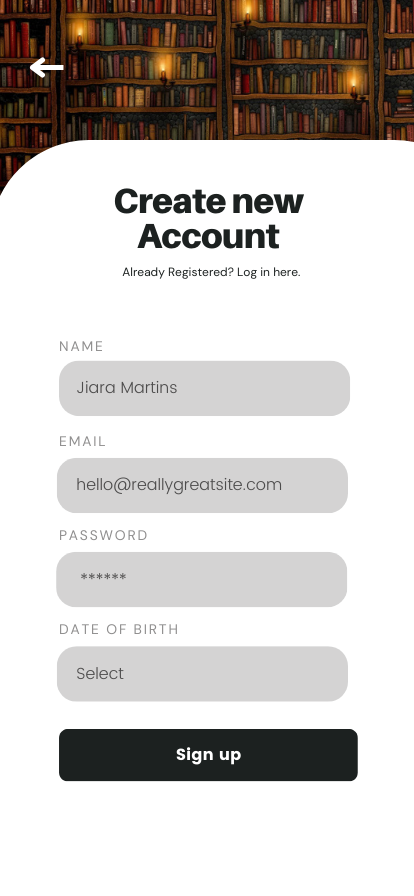 Create new
Account
Already Registered? Log in here.
NAME
Jiara Martins
EMAIL
hello@reallygreatsite.com
PASSWORD
******
DATE OF BIRTH
Select
Sign up